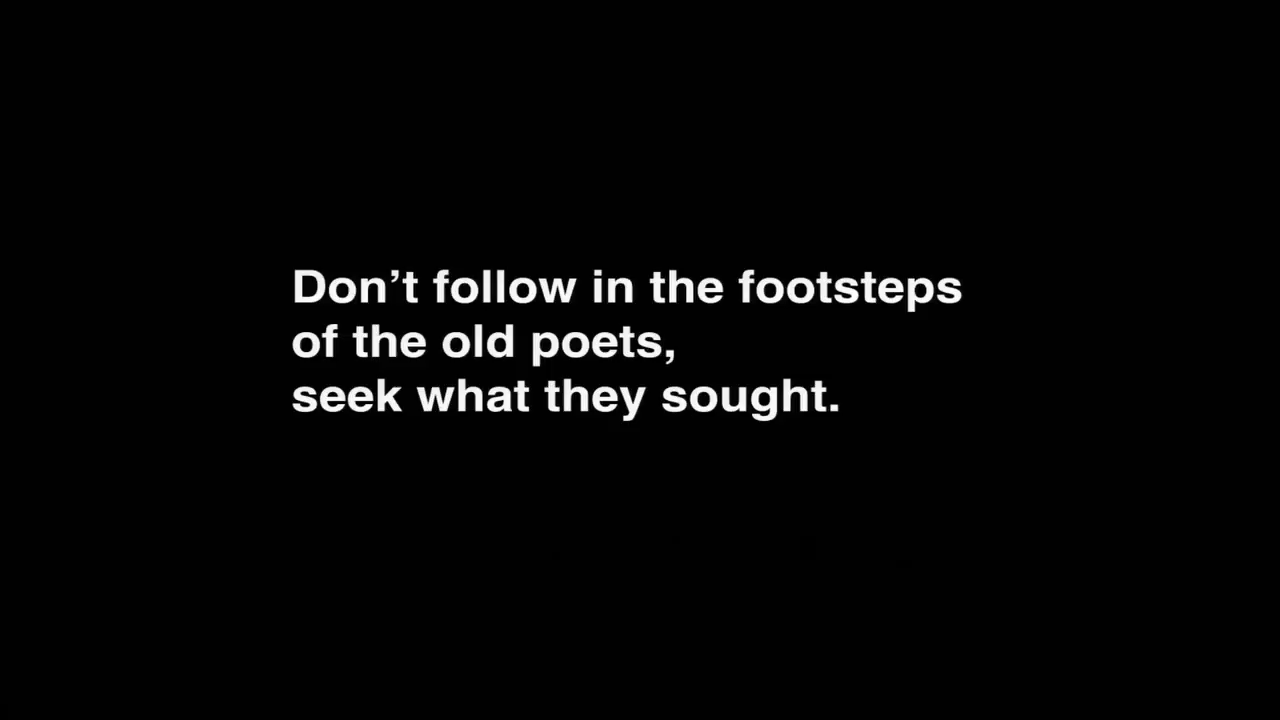 Don’t follow in the footsteps
of the old poets,
seek what they sought.